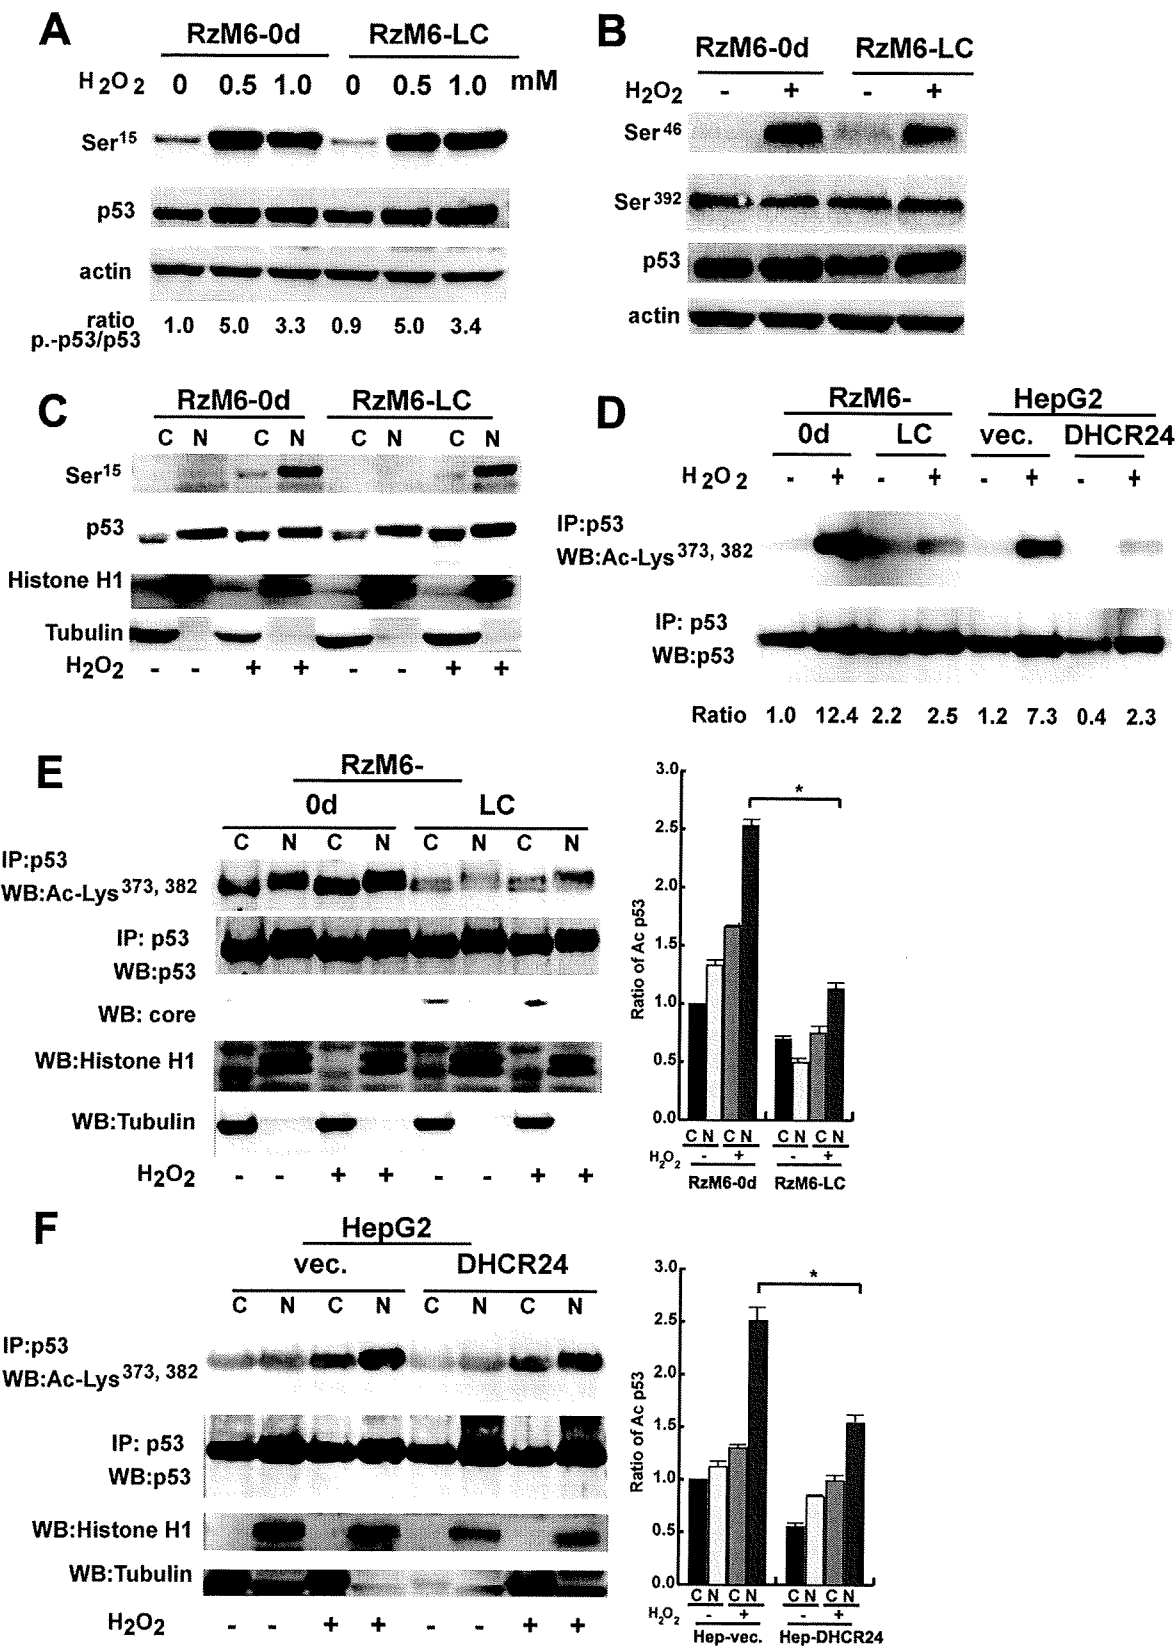 A
RzM6-0d RzM6-LC
H2O2 0 0.5 1.0 0 0.5 1.0 mM
Ser15
p53
actin
ratio
p.-p53/p53 1.0 5.0 3.3 0.9 5.0 3.4
B
RzM6-0d RzM6-LC
H2O2 - + - +
Ser46
Ser392
p53
actin
C
RzM6-0d RzM6-LC
C N C N C N C N
Ser15
p53
Histone H1
Tubulin
H2O2 - - + + - - + +
D
RzM6- HepG2
0d LC vec. DHCR24
H2O2 - + - + - + - +
IP:p53
WB:Ac-Lys373, 382
IP: p53
WB:p53
Ratio 1.0 12.4 2.2 2.5 1.2 7.3 0.4 2.3
E
RzM6-
0d LC
C N C N C N C N
IP:p53
WB:Ac-Lys373, 382
IP: p53
WB:p53
WB: core
WB:Histone H1
WB:Tubulin
H2O2 - - + + - - + +
Ratio of Ac p53
3.0
2.5
2.0
1.5
1.0
0.5
0.0
*
C N C N C N C N
H2O2 - + - +
RzM6-0d RzM6-LC
F
HepG2
vec. DHCR24
C N C N C N C N
IP:p53
WB:Ac-Lys373, 382
IP: p53
WB:p53
WB:Histone H1
WB:Tubulin
H2O2 - - + + - - + +
Ratio of Ac p53
3.0
2.5
2.0
1.5
1.0
0.5
0.0
*
C N C N C N C N
H2O2 - + - +
Hep-vec. Hep-DHCR24